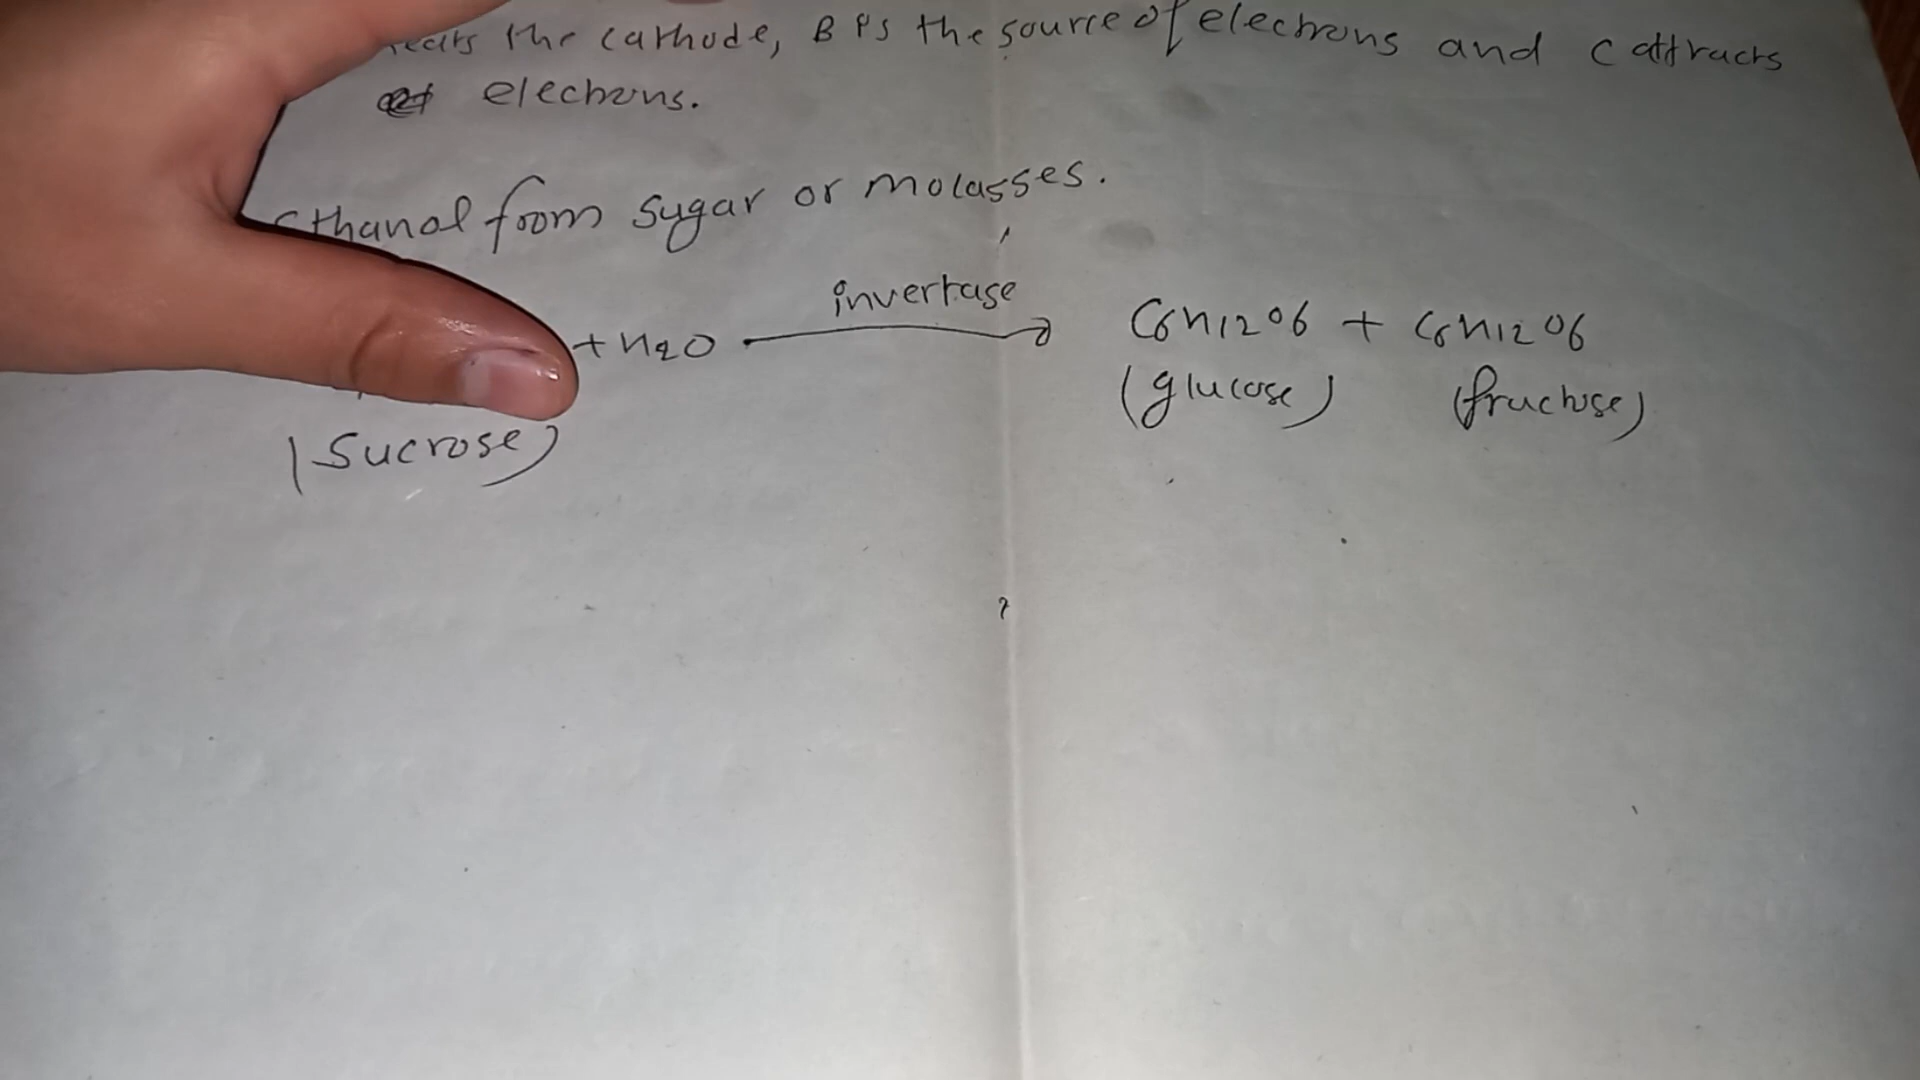 the cathode, B is the source of electrons and c attracts
electrons.
Ethanol from sugar or molasses.
invertase
+H2O → C6H12O6 + C6H12O6
(glucose) (fructose)
(Sucrose)